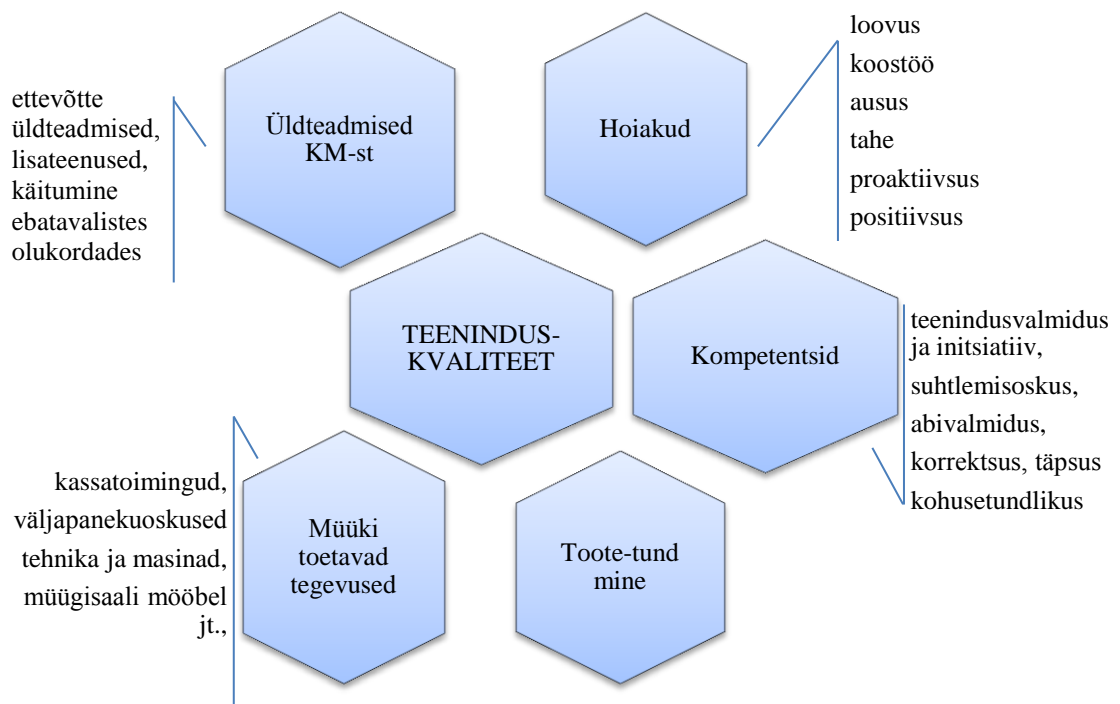 ettevõtte
üldteadmised,
lisateenused,
käitumine
ebatavalistes
olukordades
Üldteadmised
KM-st
Hoiakud
loovus
koostöö
ausus
tahe
proaktiivsus
positiivsus
TEENINDUS-
KVALITEET
Kompetentsid
teenindusvalmidus
ja initsiatiiv,
suhtlemisoskus,
abivalmidus,
korrektsus, täpsus
kohusetundlikus
kassatoimingud,
väljapanekuoskused
tehnika ja masinad,
müügisaali mööbel
jt.,
Müüki
toetavad
tegevused
Toote-tund
mine